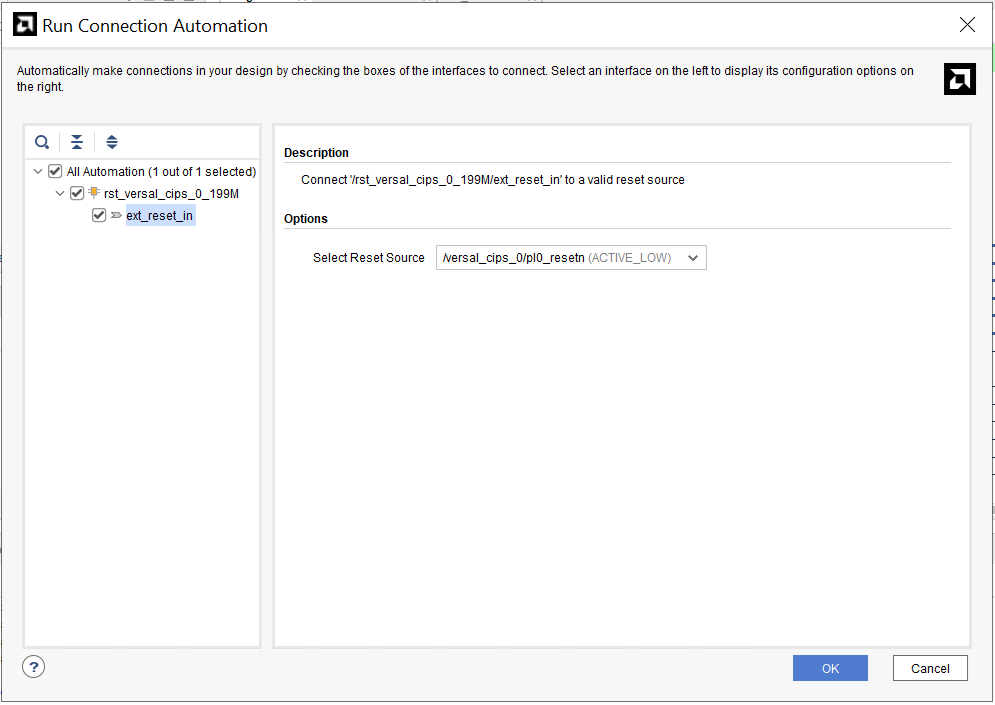 Run Connection Automation
Automatically make connections in your design by checking the boxes of the interfaces to connect. Select an interface on the left to display its configuration options on
the right.
All Automation (1 out of 1 selected)
rst_versal_cips_0_199M
ext_reset_in
Description
Connect '/rst_versal_cips_0_199M/ext_reset_in' to a valid reset source
Options
Select Reset Source /versal_cips_0/pl0_resetn (ACTIVE_LOW)
?
OK Cancel